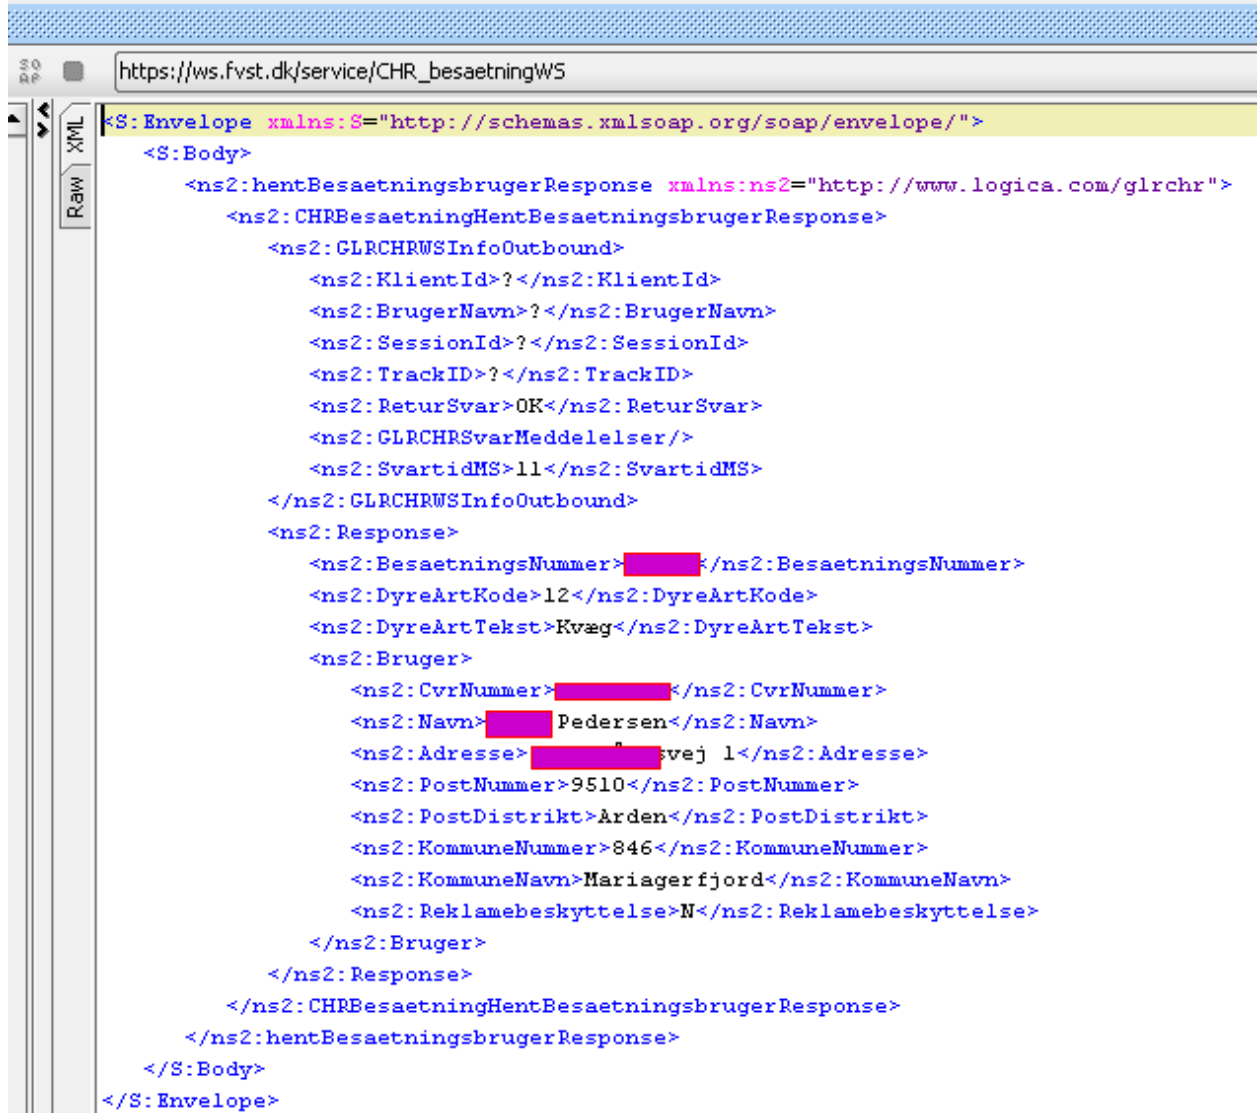 SO
AP
https://ws.fvst.dk/service/CHR_besaetningWS
XML
Raw
<S:Envelope xmlns:S="http://schemas.xmlsoap.org/soap/envelope/">
<S:Body>
<ns2:hentBesaetningsbrugerResponse xmlns:ns2="http://www.logica.com/glrchr">
<ns2:CHRBesaetningHentBesaetningsbrugerResponse>
<ns2:GLRCHRWSInfoOutbound>
<ns2:KlientId>?</ns2:KlientId>
<ns2:BrugerNavn>?</ns2:BrugerNavn>
<ns2:SessionId>?</ns2:SessionId>
<ns2:TrackID>?</ns2:TrackID>
<ns2:ReturSvar>OK</ns2:ReturSvar>
<ns2:GLRCHRSvarMeddelelser/>
<ns2:SvartidMS>11</ns2:SvartidMS>
</ns2:GLRCHRWSInfoOutbound>
<ns2:Response>
<ns2:BesaetningsNummer></ns2:BesaetningsNummer>
<ns2:DyreArtKode>12</ns2:DyreArtKode>
<ns2:DyreArtTekst>Kvæg</ns2:DyreArtTekst>
<ns2:Bruger>
<ns2:CvrNummer></ns2:CvrNummer>
<ns2:Navn> Pedersen</ns2:Navn>
<ns2:Adresse> svej 1</ns2:Adresse>
<ns2:PostNummer>9510</ns2:PostNummer>
<ns2:PostDistrikt>Arden</ns2:PostDistrikt>
<ns2:KommuneNummer>846</ns2:KommuneNummer>
<ns2:KommuneNavn>Mariagerfjord</ns2:KommuneNavn>
<ns2:Reklamebeskyttelse>N</ns2:Reklamebeskyttelse>
</ns2:Bruger>
</ns2:Response>
</ns2:CHRBesaetningHentBesaetningsbrugerResponse>
</ns2:hentBesaetningsbrugerResponse>
</S:Body>
</S:Envelope>